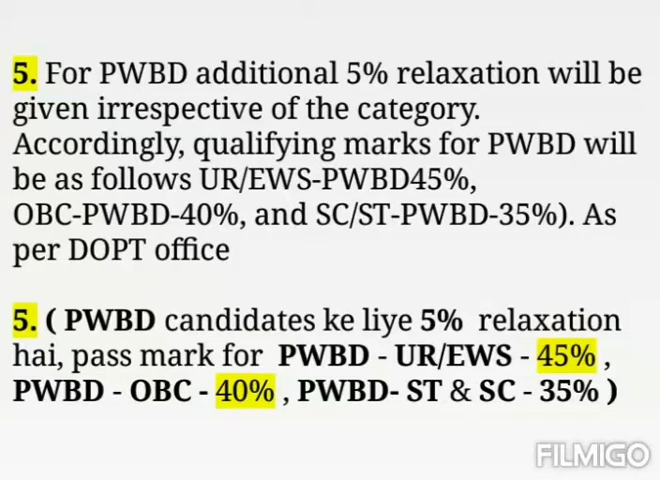 5. For PWBD additional 5% relaxation will be
given irrespective of the category.
Accordingly, qualifying marks for PWBD will
be as follows UR/EWS-PWBD45%,
OBC-PWBD-40%, and SC/ST-PWBD-35%). As
per DOPT office
5. ( PWBD candidates ke liye 5% relaxation
hai, pass mark for PWBD - UR/EWS - 45% ,
PWBD - OBC - 40% , PWBD- ST & SC - 35% )
FILMIGO